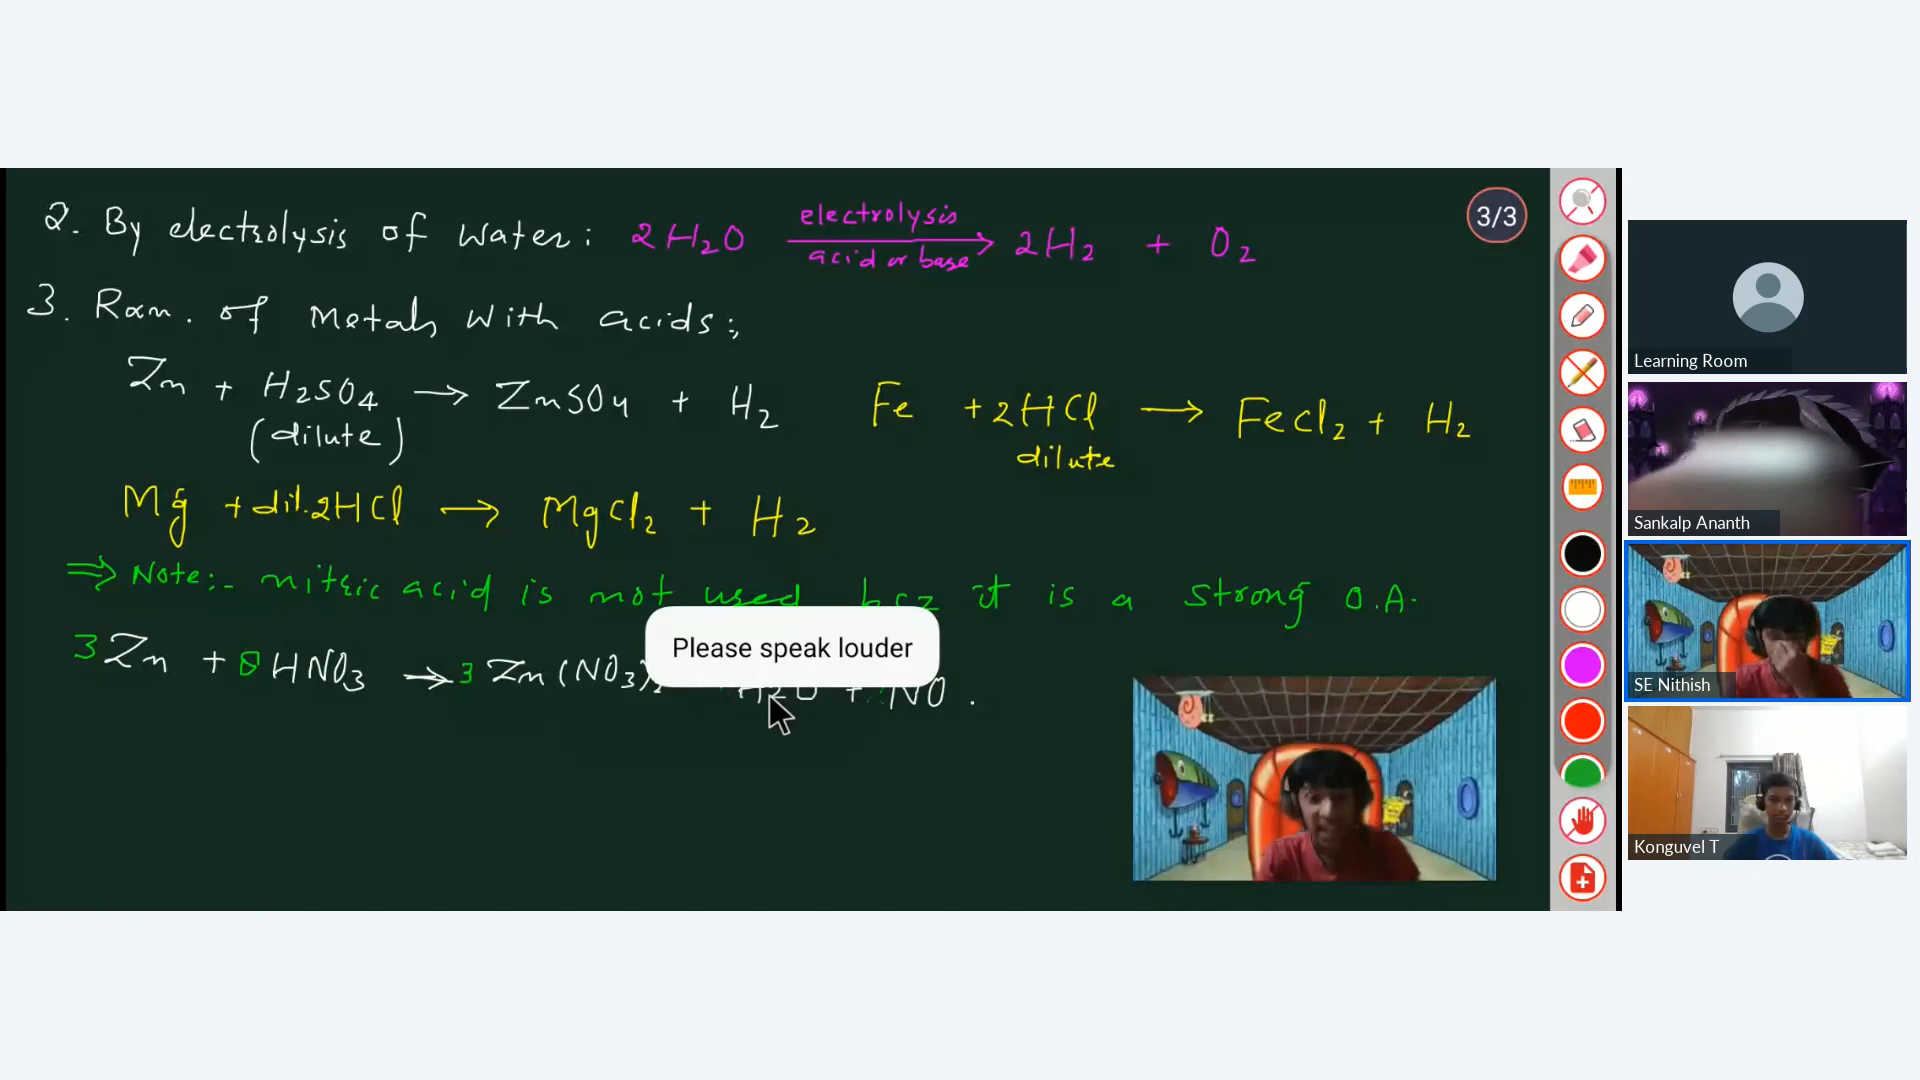 2. By electrolysis of water: 2H₂O electrolysis → acid or base 2H₂ + O₂
3/3
3. Rxn. of Metals with acids:
Zn + H₂SO₄ → ZnSO₄ + H₂
(dilute)
Fe + 2HCl → FeCl₂ + H₂
dilute
Mg + dil. 2HCl → MgCl₂ + H₂
⇒ Note:- nitric acid is not used bcz it is a strong O.A.
Please speak louder
3Zn + 8HNO₃ → 3Zn(NO₃)₂ H₂O + NO.
Learning Room
Sankalp Ananth
SE Nithish
Konguvel T